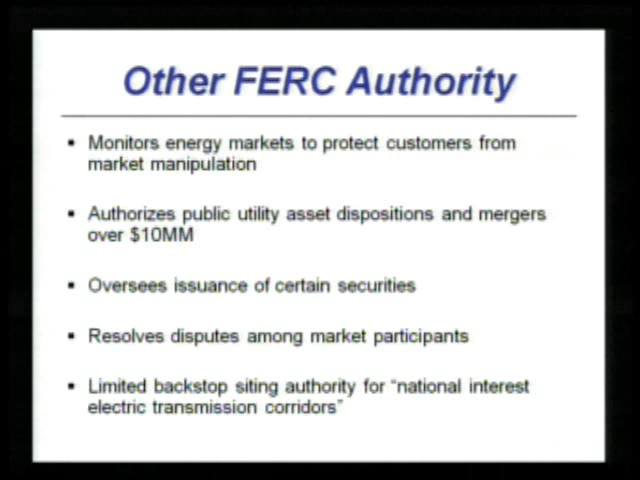 Other FERC Authority
▪ Monitors energy markets to protect customers from
market manipulation
▪ Authorizes public utility asset dispositions and mergers
over $10MM
▪ Oversees issuance of certain securities
▪ Resolves disputes among market participants
▪ Limited backstop siting authority for “national interest
electric transmission corridors”